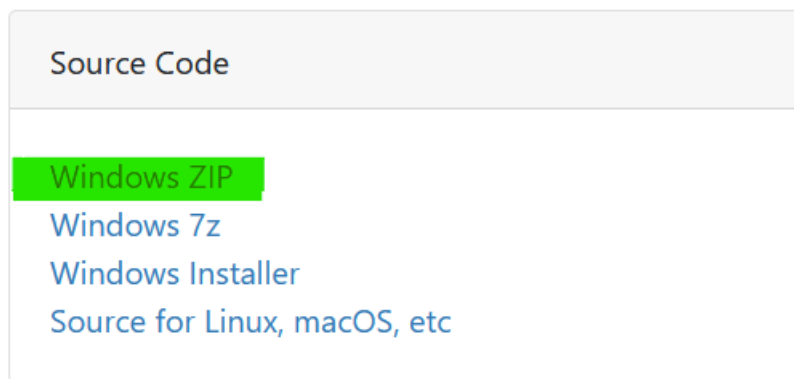 Source Code
Windows ZIP
Windows 7z
Windows Installer
Source for Linux, macOS, etc